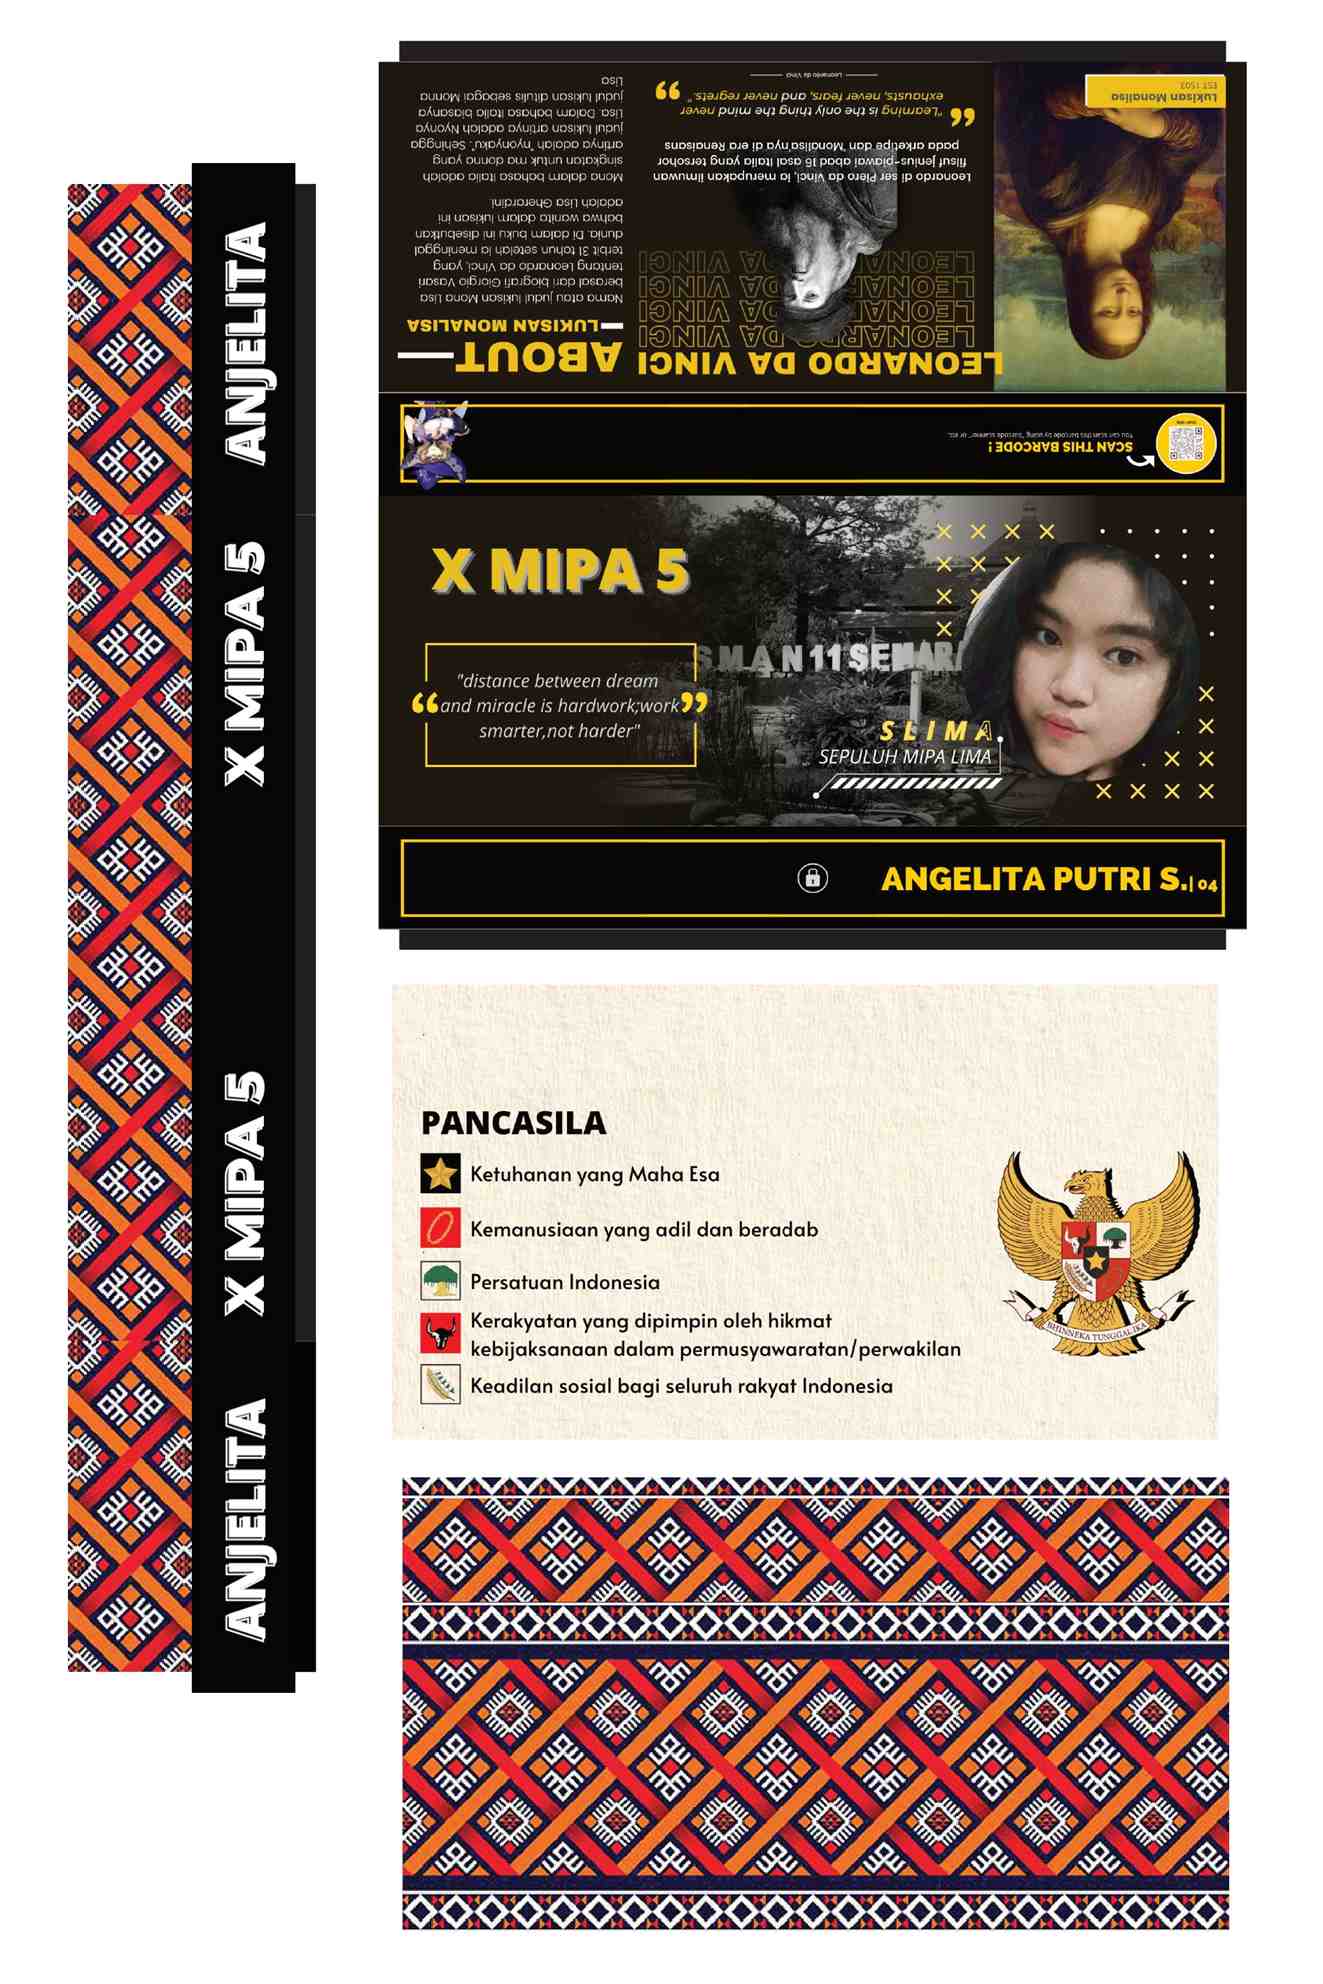 ANJELITA
X MIPA 5
X MIPA 5
ANJELITA
LEONARDO DA VINCI
LEONARDO DA VINCI
LEONARDO DA VINCI
LEONARDO DA VINCI
LEONARDO DA VINCI
Leonardo di ser Piero da vinci, ia merupakan ilmuwan
filsuf jenius-piawai abad 16 asal Italia yang tersohor
pada arketipe dan "Monalisa"nya di era Renaisans
"Learning is the only thing the mind never
exhausts, never fears, and never regrets."
Leonardo da Vinci
Lukisan Monalisa
EST 1503
ABOUT
LUKISAN MONALISA
Nama atau judul lukisan Mona Lisa
berasal dari biografi Giorgio Vasari
tentang Leonardo da Vinci, yang
terbit 31 tahun setelah ia meninggal
dunia. Di dalam buku ini disebutkan
bahwa wanita dalam lukisan ini
adalah Lisa Gherardini.
Mona dalam bahasa Italia adalah
singkatan untuk ma donna yang
artinya adalah "nyonyaku". Sehingga
judul lukisan artinya adalah Nyonya
Lisa. Dalam bahasa Italia biasanya
judul lukisan ditulis sebagai Monna
Lisa
SCAN THIS BARCODE !
You can scan this barcode by using "barcode scanner" or etc.
X MIPA 5
"distance between dream
and miracle is hardwork;work
smarter,not harder"
SMAN 11 SEMAR
SLIMA
SEPULUH MIPA LIMA
ANGELITA PUTRI S.| 04
PANCASILA
Ketuhanan yang Maha Esa
Kemanusiaan yang adil dan beradab
Persatuan Indonesia
Kerakyatan yang dipimpin oleh hikmat
kebijaksanaan dalam permusyawaratan/perwakilan
Keadilan sosial bagi seluruh rakyat Indonesia
BHINNEKA TUNGGAL IKA